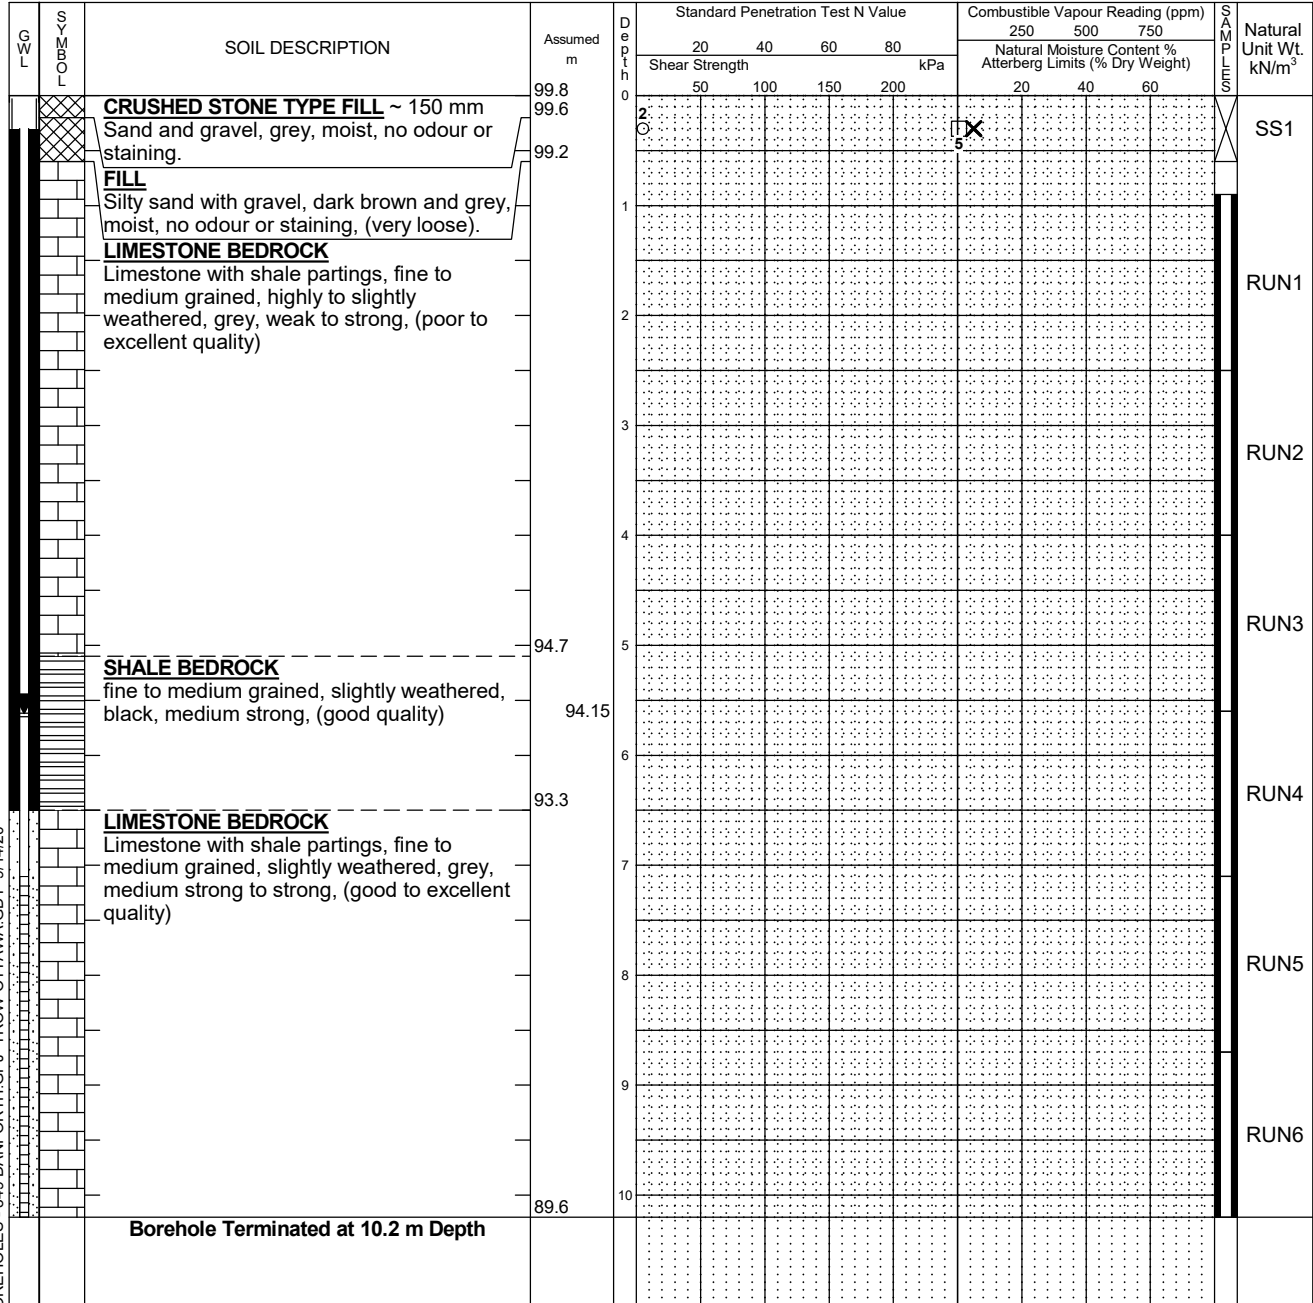 GWL
SYMBOL
SOIL DESCRIPTION
Assumed
m
Depth
Standard Penetration Test N Value
20 40 60 80
Shear Strength kPa
50 100 150 200
Combustible Vapour Reading (ppm)
250 500 750
Natural Moisture Content %
Atterberg Limits (% Dry Weight)
20 40 60
SAMPLES
Natural
Unit Wt.
kN/m³
99.8
0
CRUSHED STONE TYPE FILL ~ 150 mm
99.6
Sand and gravel, grey, moist, no odour or
staining.
99.2
2
5
SS1
FILL
Silty sand with gravel, dark brown and grey,
moist, no odour or staining, (very loose).
1
LIMESTONE BEDROCK
Limestone with shale partings, fine to
medium grained, highly to slightly
weathered, grey, weak to strong, (poor to
excellent quality)
RUN1
2
3
RUN2
4
RUN3
94.7
5
SHALE BEDROCK
fine to medium grained, slightly weathered,
black, medium strong, (good quality)
94.15
6
93.3
RUN4
LIMESTONE BEDROCK
Limestone with shale partings, fine to
medium grained, slightly weathered, grey,
medium strong to strong, (good to excellent
quality)
7
8
RUN5
9
RUN6
10
89.6
Borehole Terminated at 10.2 m Depth